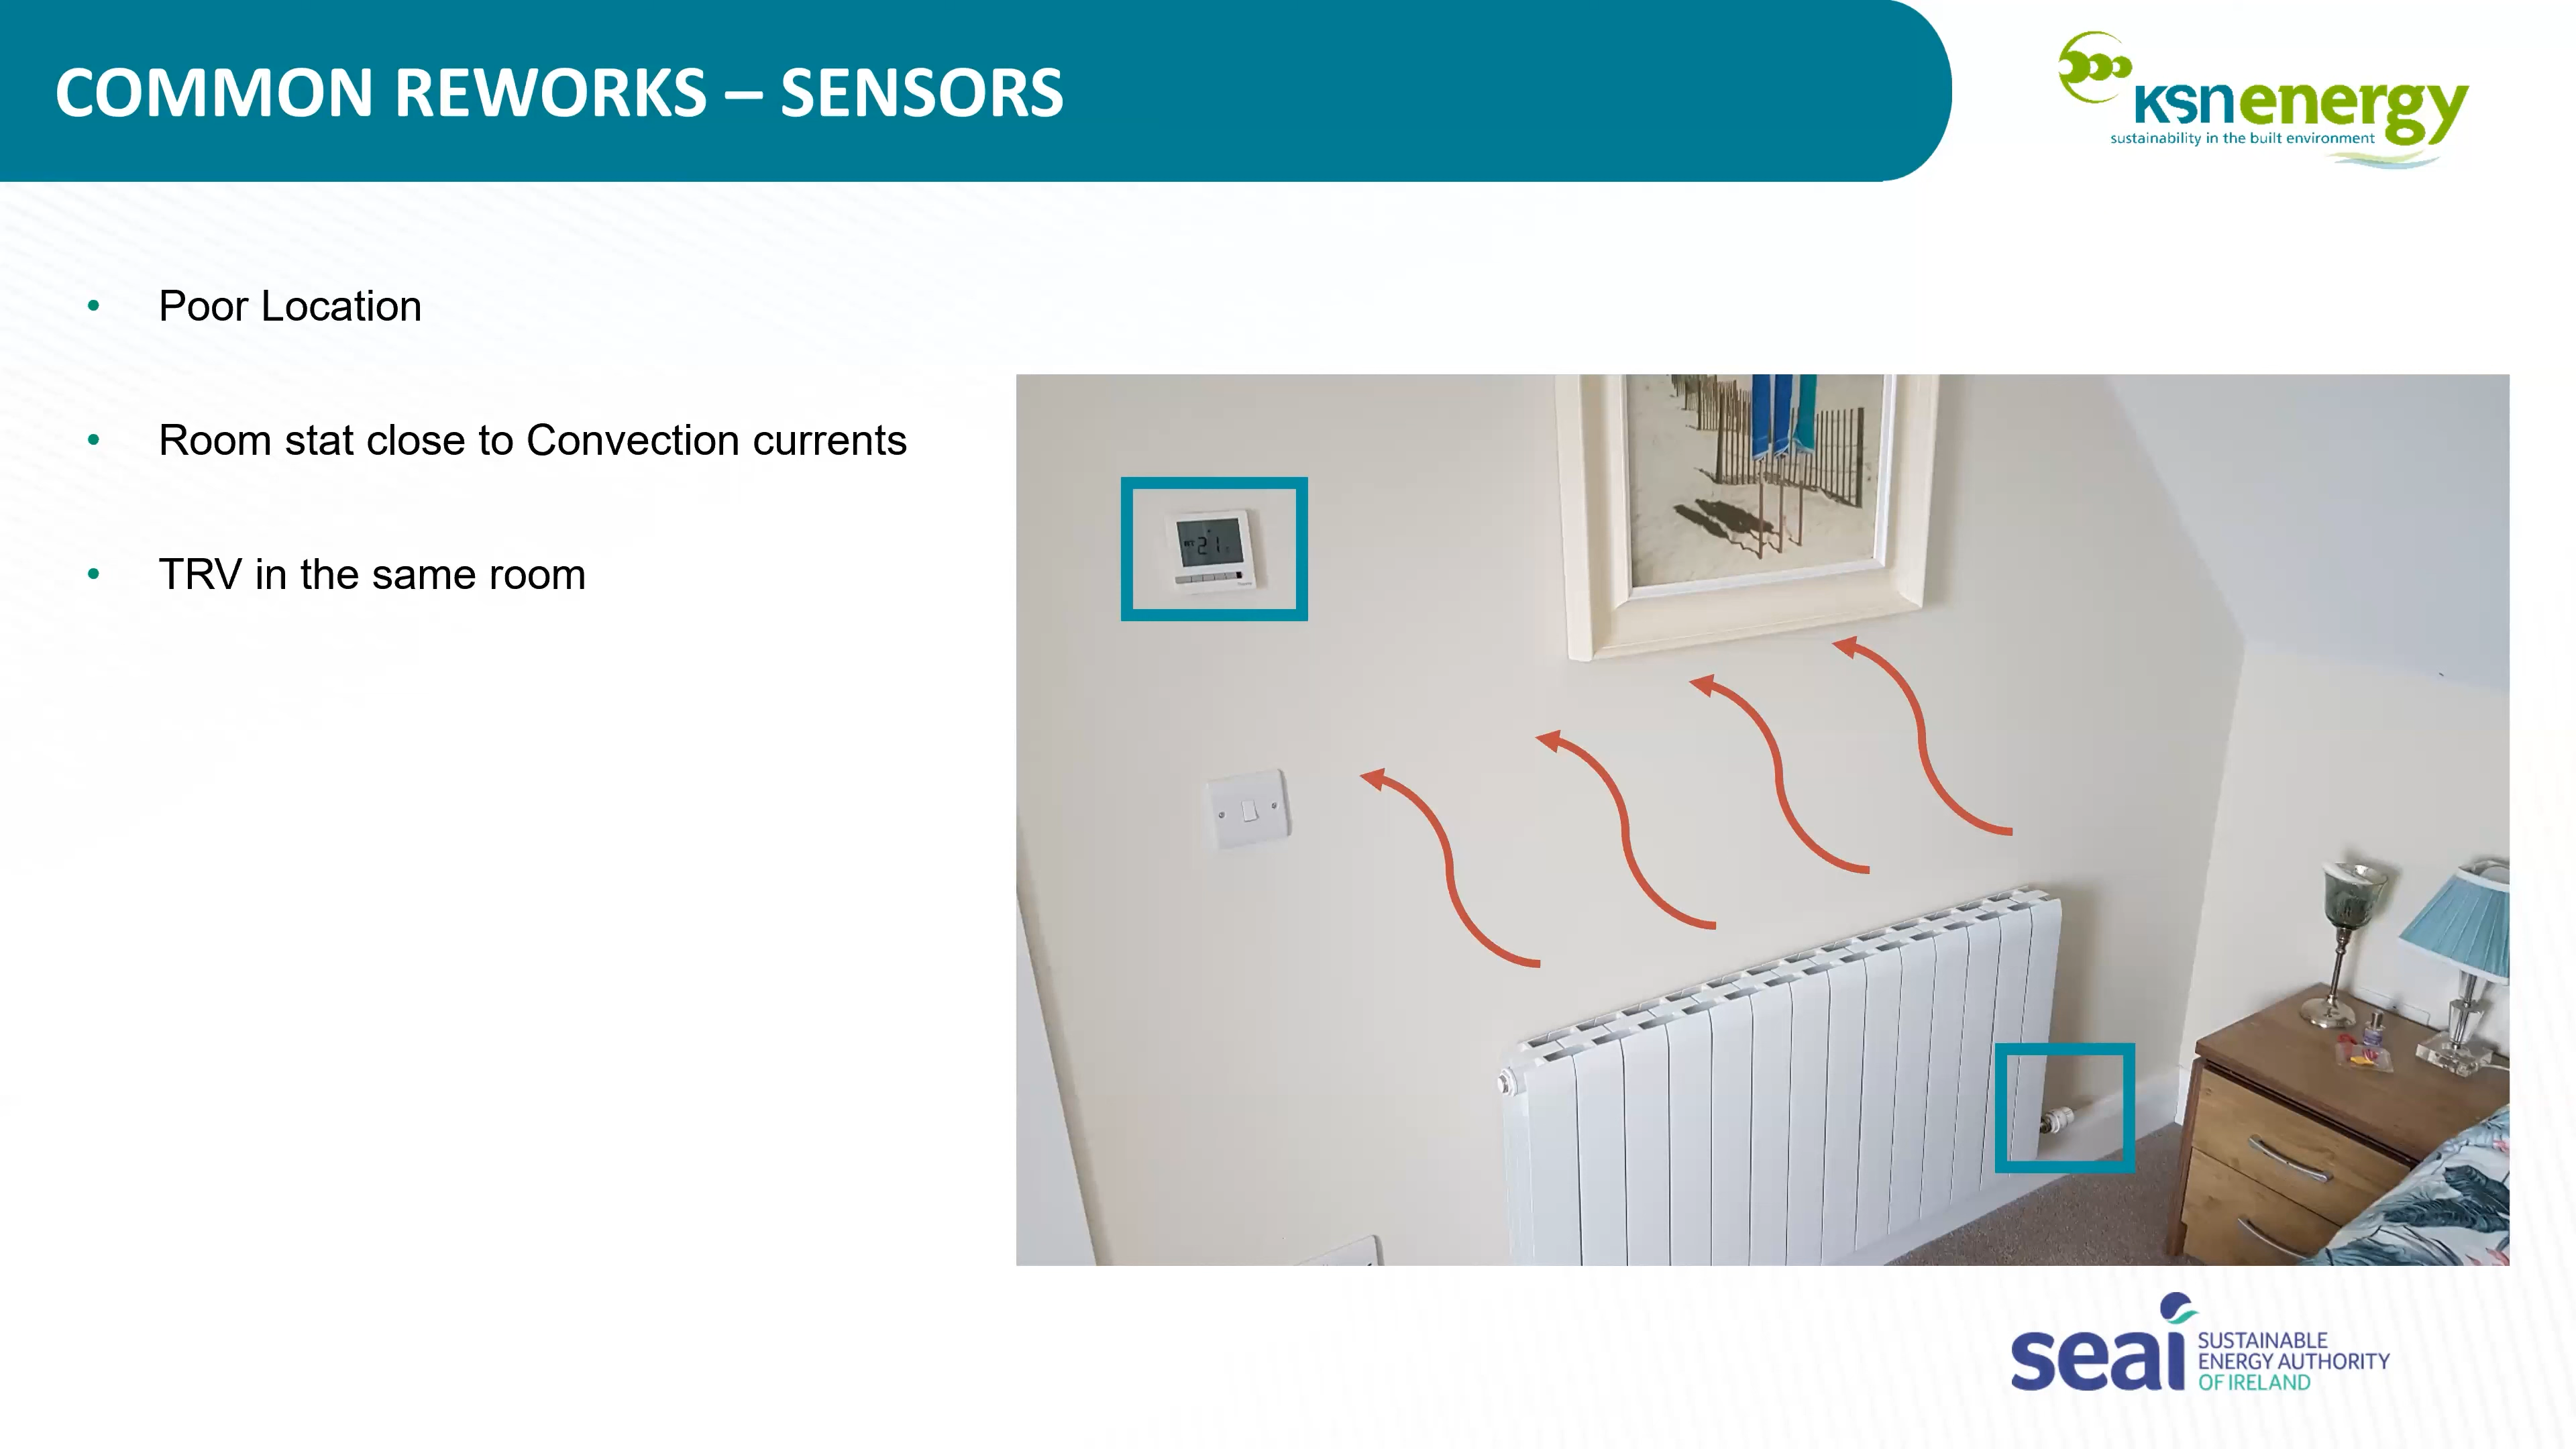 COMMON REWORKS – SENSORS
ksnenergy
sustainability in the built environment
• Poor Location
• Room stat close to Convection currents
• TRV in the same room
21
seai
SUSTAINABLE
ENERGY AUTHORITY
OF IRELAND